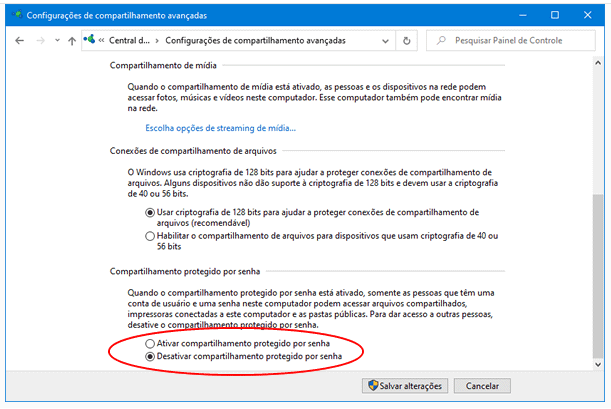 Configurações de compartilhamento avançadas
Central d... Configurações de compartilhamento avançadas
Pesquisar Painel de Controle
Compartilhamento de mídia
Quando o compartilhamento de mídia está ativado, as pessoas e os dispositivos na rede podem
acessar fotos, músicas e vídeos neste computador. Esse computador também pode encontrar mídia
na rede.
Escolha opções de streaming de mídia...
Conexões de compartilhamento de arquivos
O Windows usa criptografia de 128 bits para ajudar a proteger conexões de compartilhamento de
arquivos. Alguns dispositivos não dão suporte à criptografia de 128 bits e devem usar a criptografia
de 40 ou 56 bits.
Usar criptografia de 128 bits para ajudar a proteger conexões de compartilhamento de
arquivos (recomendável)
Habilitar o compartilhamento de arquivos para dispositivos que usam criptografia de 40 ou
56 bits
Compartilhamento protegido por senha
Quando o compartilhamento protegido por senha está ativado, somente as pessoas que têm uma
conta de usuário e uma senha neste computador podem acessar arquivos compartilhados,
impressoras conectadas a este computador e as pastas públicas. Para dar acesso a outras pessoas,
desative o compartilhamento protegido por senha.
Ativar compartilhamento protegido por senha
Desativar compartilhamento protegido por senha
Salvar alterações
Cancelar